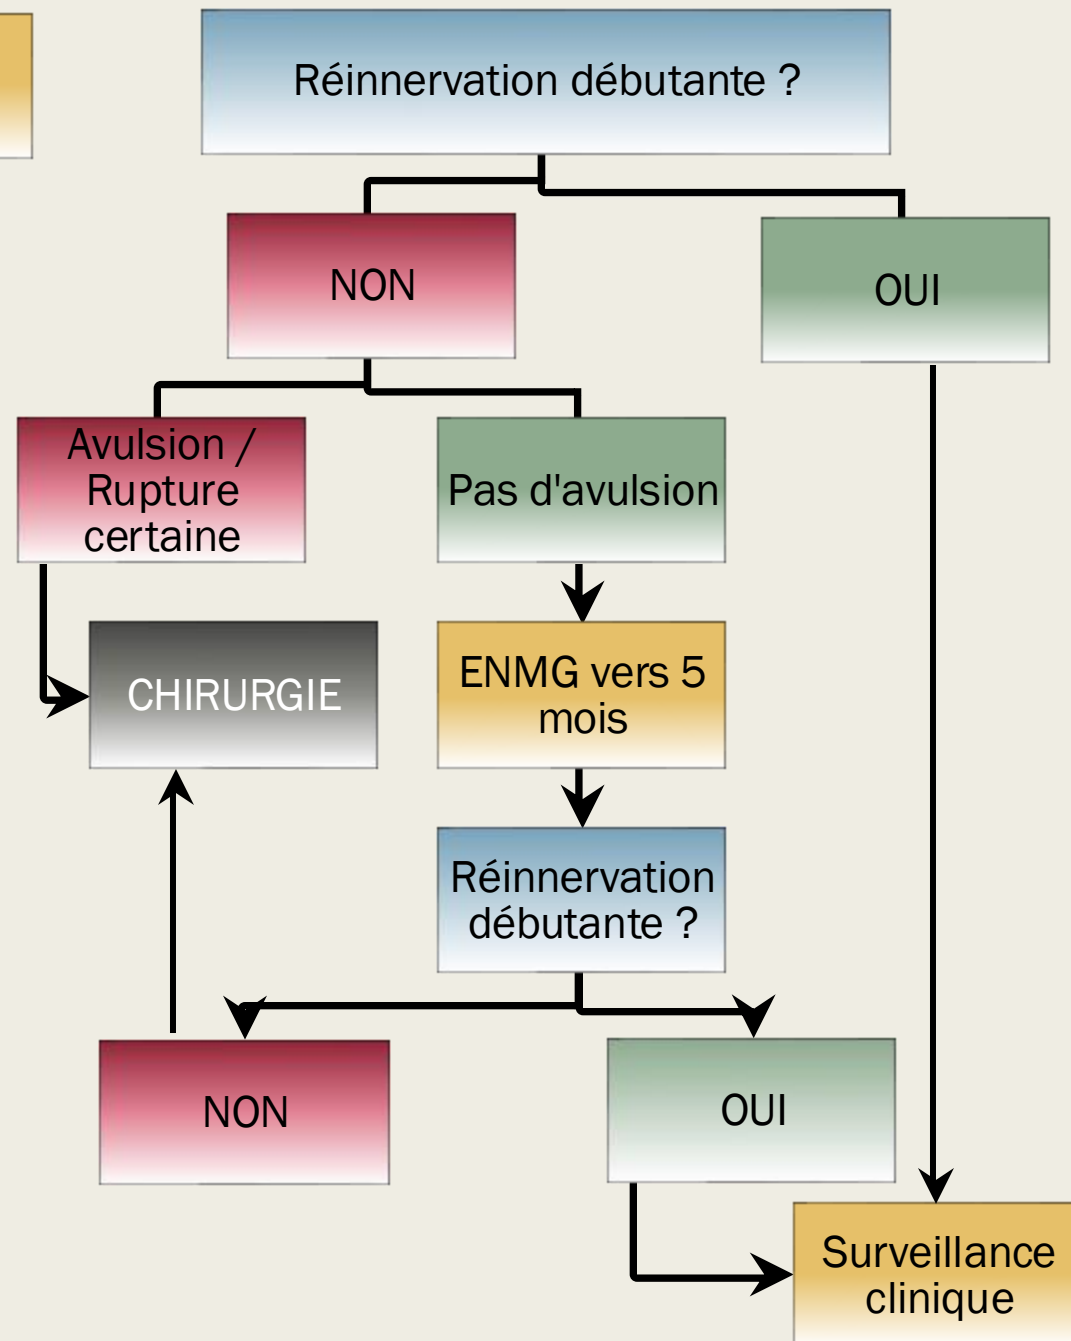 Réinnervation débutante ?
NON
OUI
Avulsion /
Rupture
certaine
Pas d'avulsion
CHIRURGIE
ENMG vers 5
mois
Réinnervation
débutante ?
NON
OUI
Surveillance
clinique